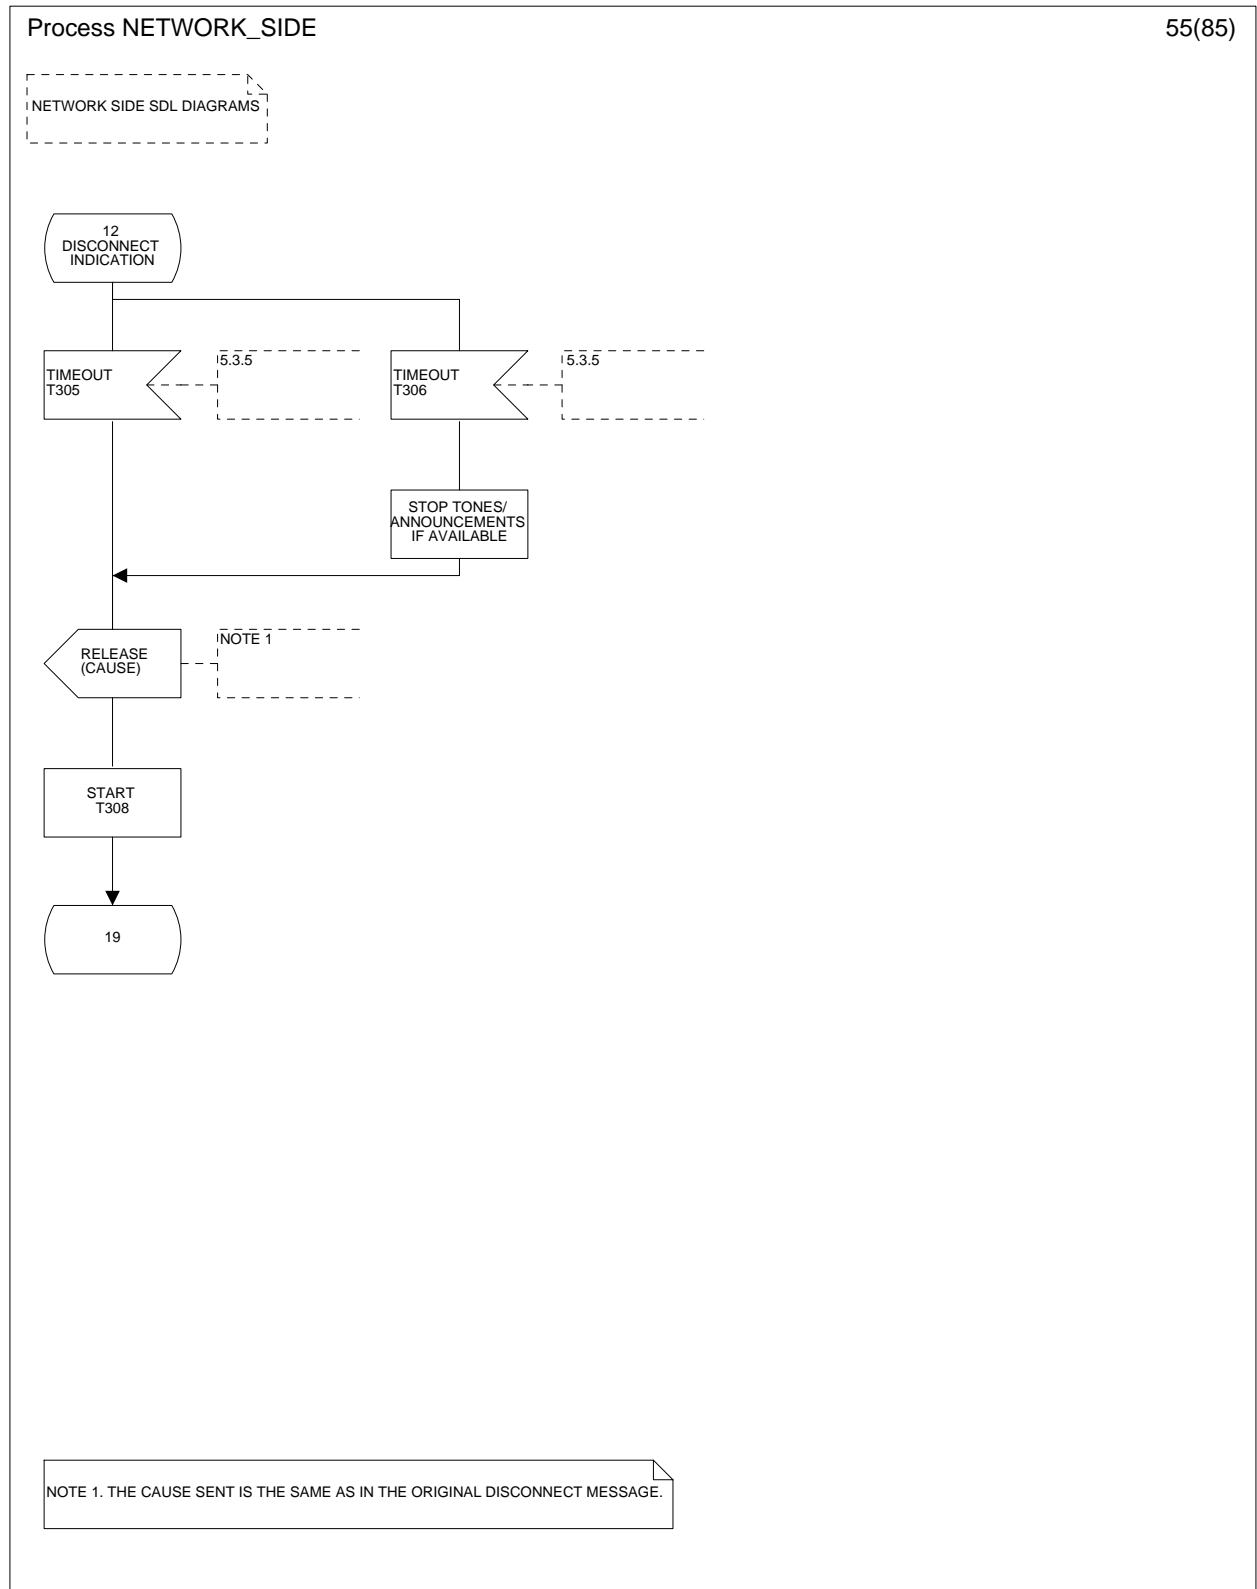 Process NETWORK_SIDE
55(85)
NETWORK SIDE SDL DIAGRAMS
12
DISCONNECT
INDICATION
TIMEOUT
T305
5.3.5
TIMEOUT
T306
5.3.5
STOP TONES/
ANNOUNCEMENTS
IF AVAILABLE
RELEASE
(CAUSE)
NOTE 1
START
T308
19
NOTE 1. THE CAUSE SENT IS THE SAME AS IN THE ORIGINAL DISCONNECT MESSAGE.